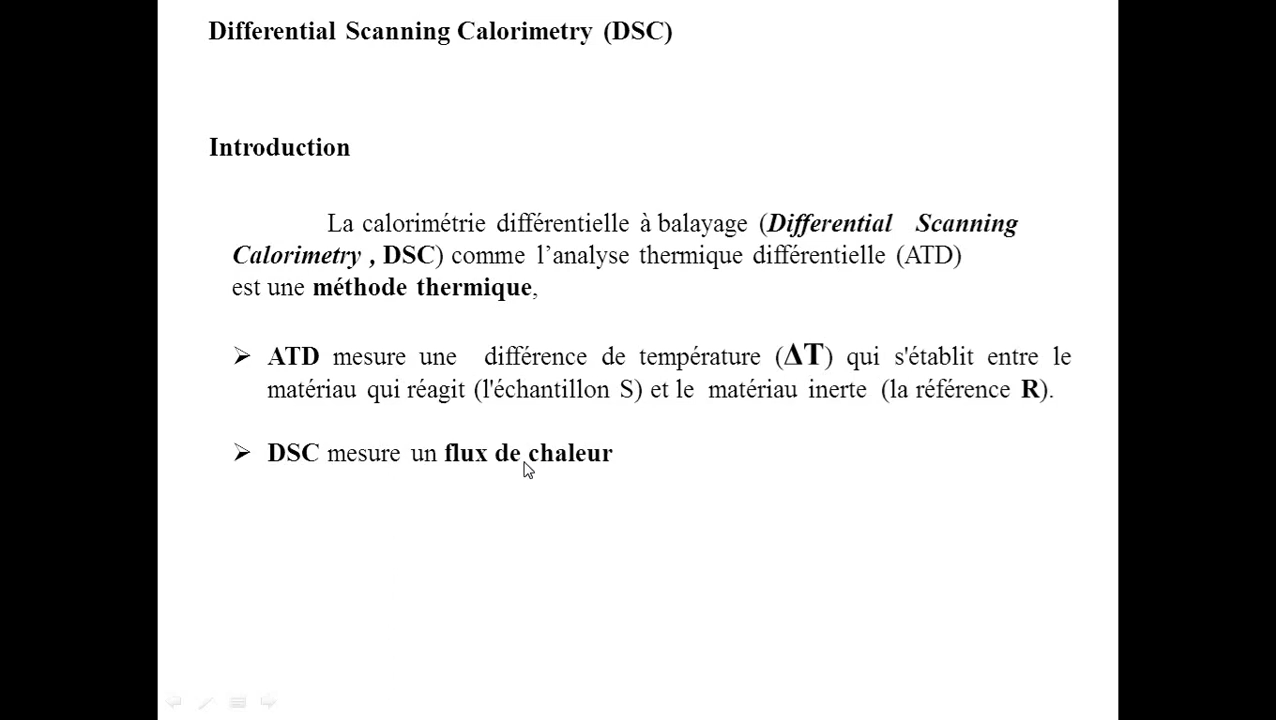 Differential Scanning Calorimetry (DSC)
Introduction
La calorimétrie différentielle à balayage (Differential Scanning
Calorimetry , DSC) comme l’analyse thermique différentielle (ATD)
est une méthode thermique,
➢ ATD mesure une différence de température (ΔT) qui s'établit entre le
matériau qui réagit (l'échantillon S) et le matériau inerte (la référence R).
➢ DSC mesure un flux de chaleur